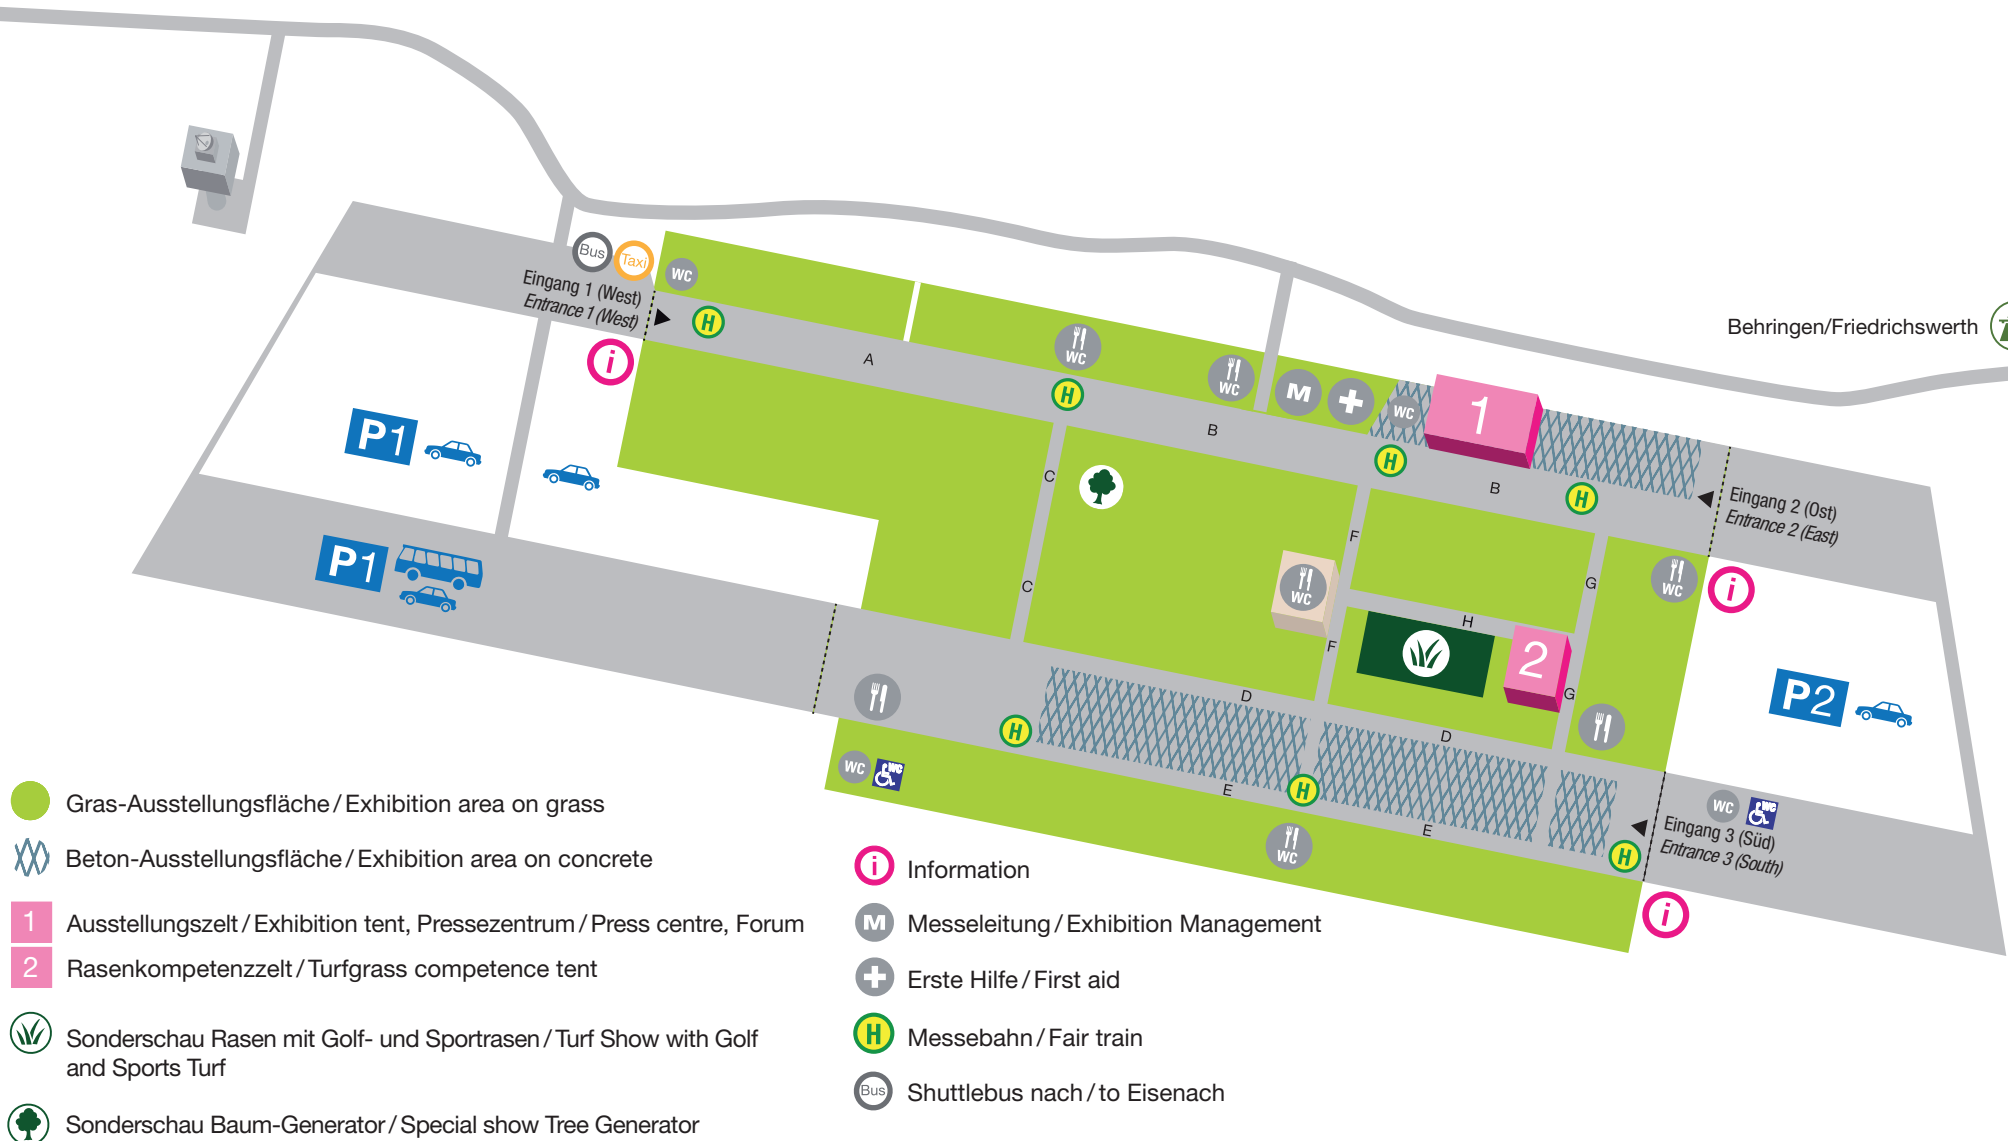 Bus
Taxi
WC
Eingang 1 (West)
Entrance 1 (West)
H
i
A
WC
H
WC
M
WC
1
B
H
B
H
Behringen/Friedrichswerth
Eingang 2 (Ost)
Entrance 2 (East)
WC
i
P1
P1
C
C
F
WC
F
H
G
2
G
P2
D
D
H
WC
WC
E
H
E
WC
H
WC
WC
Eingang 3 (Süd)
Entrance 3 (South)
i
Gras-Ausstellungsfläche / Exhibition area on grass
Beton-Ausstellungsfläche / Exhibition area on concrete
1 Ausstellungszelt / Exhibition tent, Pressezentrum / Press centre, Forum
2 Rasenkompetenzzelt / Turfgrass competence tent
Sonderschau Rasen mit Golf- und Sportrasen / Turf Show with Golf
and Sports Turf
Sonderschau Baum-Generator / Special show Tree Generator
i Information
M Messeleitung / Exhibition Management
Erste Hilfe / First aid
H Messebahn / Fair train
Bus Shuttlebus nach / to Eisenach